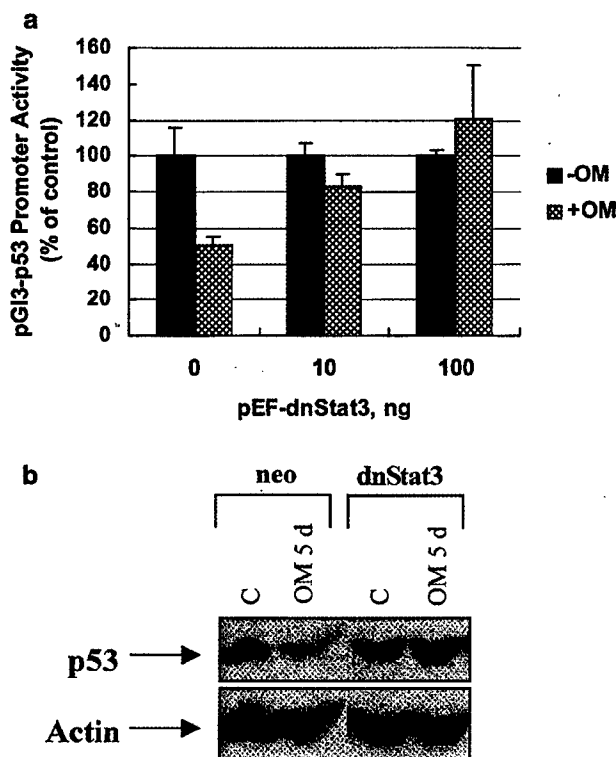 a
pGl3-p53 Promoter Activity
(% of control)
160
140
120
100
80
60
40
20
0
0
10
100
pEF-dnStat3, ng
-OM
+OM
b
neo
dnStat3
C
OM 5 d
C
OM 5 d
p53
Actin